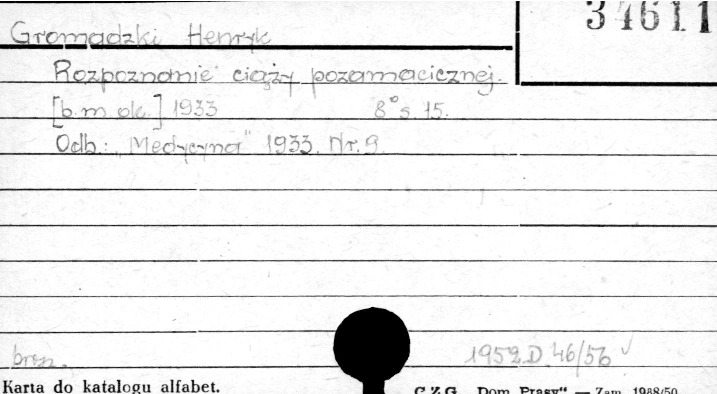 34611
Gromadzki Henryk
Rozpoznanie ciąży pozamacicznej.
[b.m. dr.] 1933 8° s. 15.
Odb.: „Medycyna" 1933. Nr. 9.
brosz. 1952.D.46/56 √
Karta do katalogu alfabet. C.Z.G. „Dom Prasy“ — Zam. 1988/50